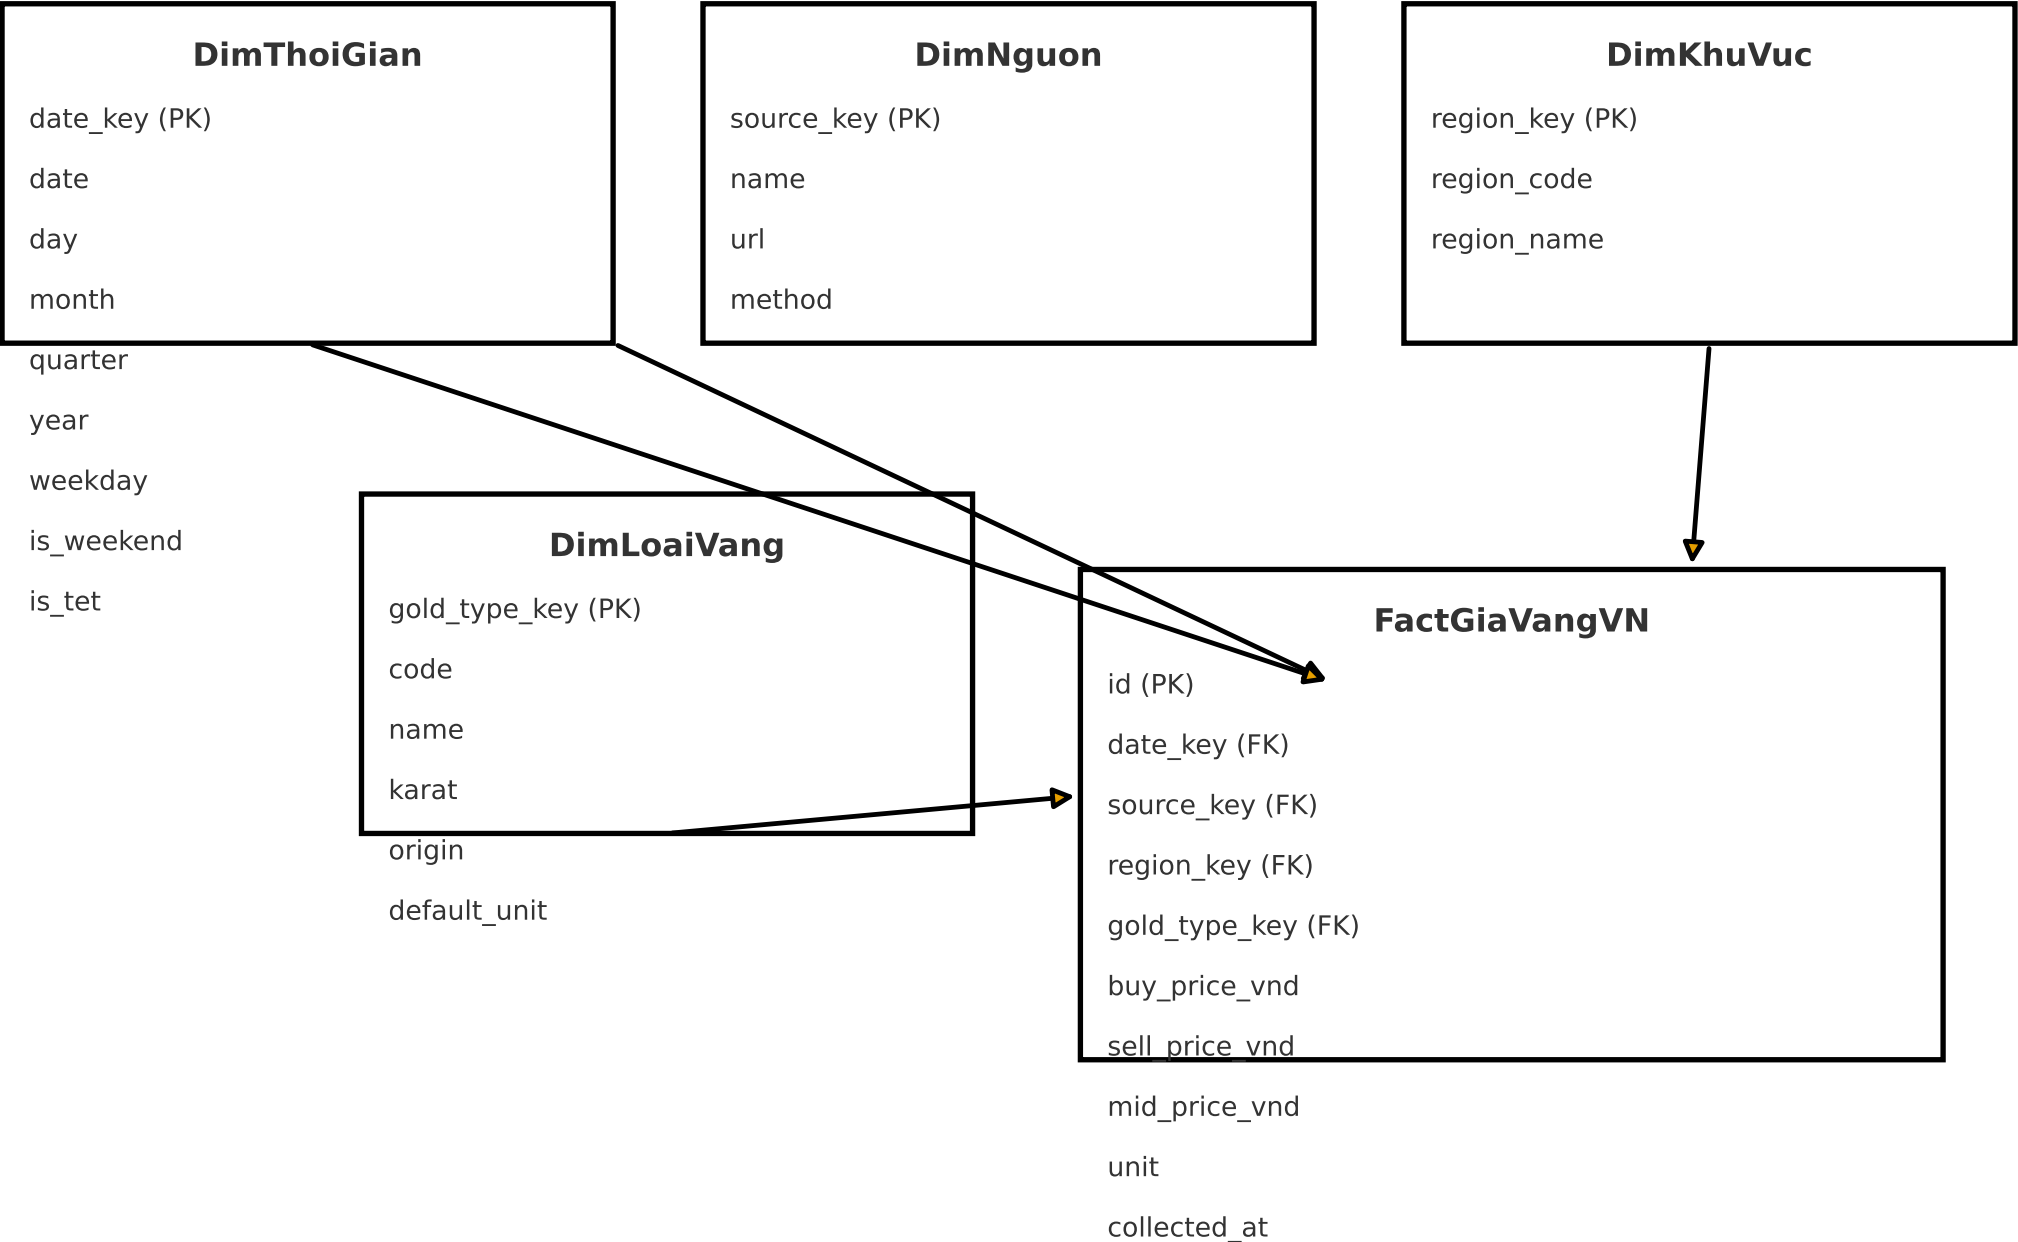 DimThoiGian
date_key (PK)
date
day
month
quarter
year
weekday
is_weekend
is_tet
DimNguon
source_key (PK)
name
url
method
DimKhuVuc
region_key (PK)
region_code
region_name
DimLoaiVang
gold_type_key (PK)
code
name
karat
origin
default_unit
FactGiaVangVN
id (PK)
date_key (FK)
source_key (FK)
region_key (FK)
gold_type_key (FK)
buy_price_vnd
sell_price_vnd
mid_price_vnd
unit
collected_at